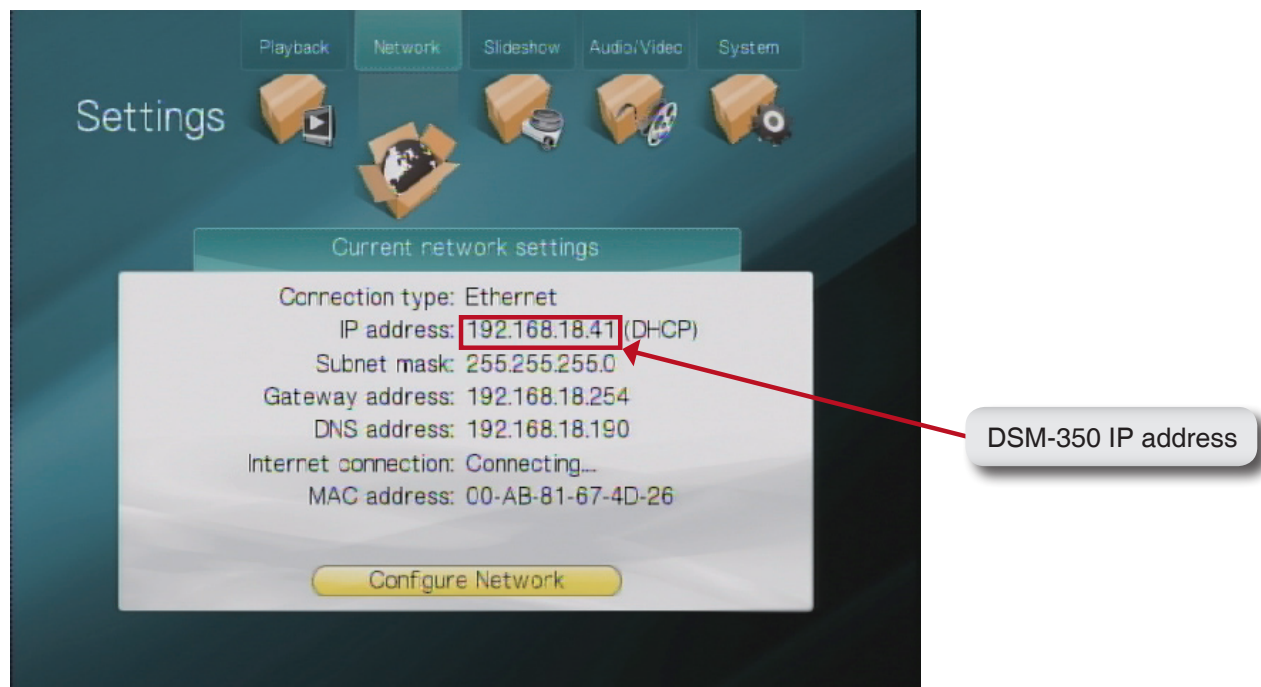 Playback Network Slideshow Audio/Video System
Settings
Current network settings
Connection type: Ethernet
IP address: 192.168.18.41 (DHCP)
Subnet mask: 255.255.255.0
Gateway address: 192.168.18.254
DNS address: 192.168.18.190
Internet connection: Connecting...
MAC address: 00-AB-81-67-4D-26
Configure Network
DSM-350 IP address